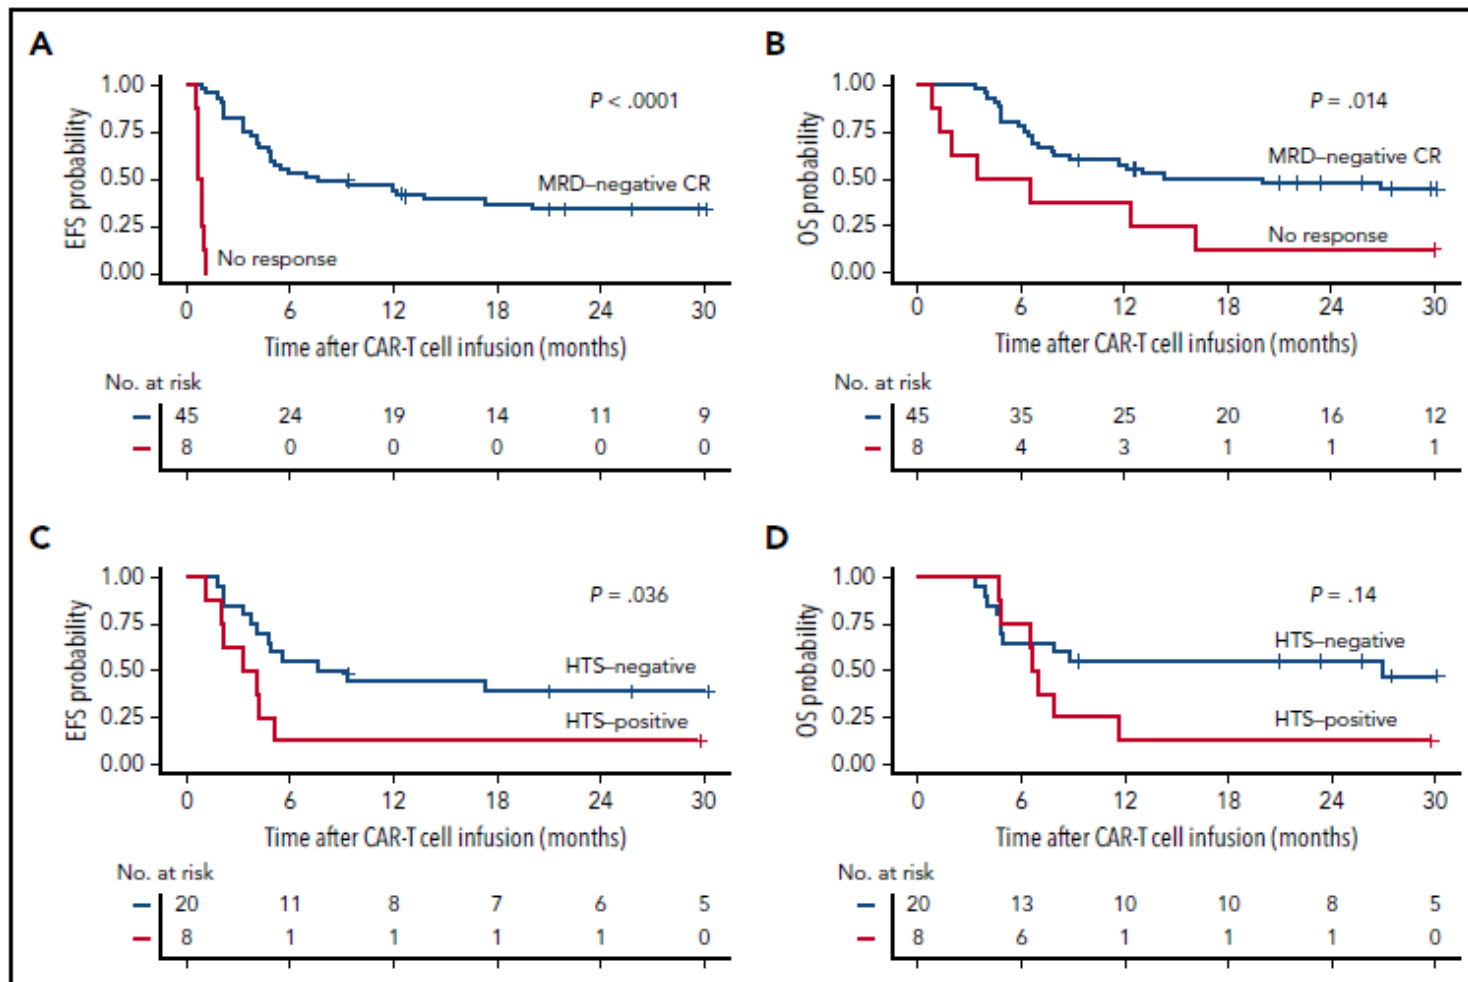 A
1.00
0.75
0.50
0.25
0.00
EFS probability
P < .0001
MRD–negative CR
No response
0 6 12 18 24 30
Time after CAR-T cell infusion (months)
No. at risk
45 24 19 14 11 9
8 0 0 0 0 0
B
1.00
0.75
0.50
0.25
0.00
OS probability
P = .014
MRD–negative CR
No response
0 6 12 18 24 30
Time after CAR-T cell infusion (months)
No. at risk
45 35 25 20 16 12
8 4 3 1 1 1
C
1.00
0.75
0.50
0.25
0.00
EFS probability
P = .036
HTS–negative
HTS–positive
0 6 12 18 24 30
Time after CAR-T cell infusion (months)
No. at risk
20 11 8 7 6 5
8 1 1 1 1 0
D
1.00
0.75
0.50
0.25
0.00
OS probability
P = .14
HTS–negative
HTS–positive
0 6 12 18 24 30
Time after CAR-T cell infusion (months)
No. at risk
20 13 10 10 8 5
8 6 1 1 1 0